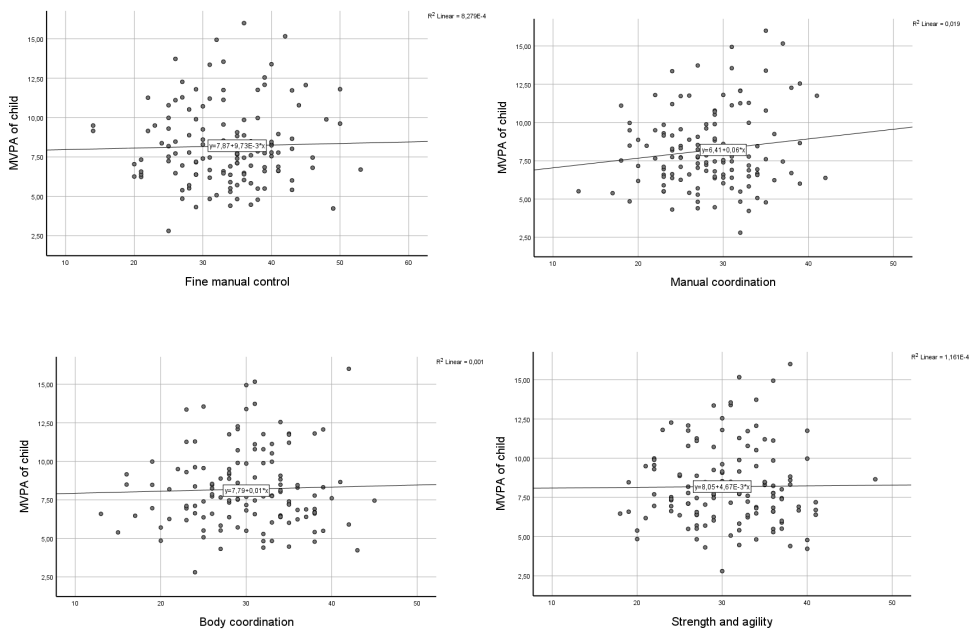 R² Linear = 8,279E-4
15,00
12,50
10,00
7,50
5,00
2,50
MVPA of child
y=7,87+9,73E-3*x
10 20 30 40 50 60
Fine manual control
R² Linear = 0,019
15,00
12,50
10,00
7,50
5,00
2,50
MVPA of child
y=6,41+0,06*x
10 20 30 40 50
Manual coordination
R² Linear = 0,001
15,00
12,50
10,00
7,50
5,00
2,50
MVPA of child
y=7,79+0,01*x
10 20 30 40 50
Body coordination
R² Linear = 1,161E-4
15,00
12,50
10,00
7,50
5,00
2,50
MVPA of child
y=8,05+4,67E-3*x
10 20 30 40 50
Strength and agility